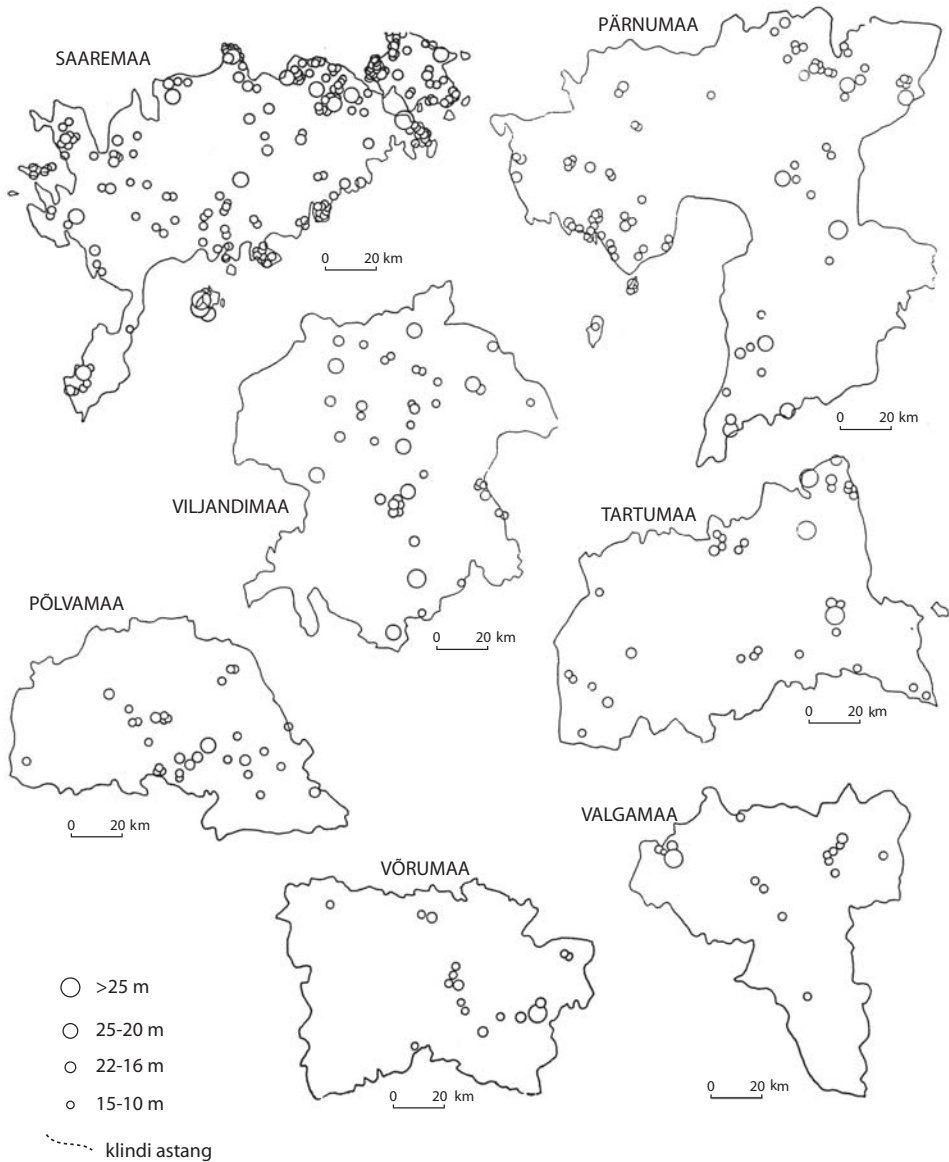 PÄRNUMAA
SAAREMAA
0 20 km
0 20 km
VILJANDIMAA
TARTUMAA
PÕLVAMAA
0 20 km
0 20 km
0 20 km
VALGAMAA
VÕRUMAA
0 20 km
0 20 km
>25 m
25-20 m
22-16 m
15-10 m
klindi astang